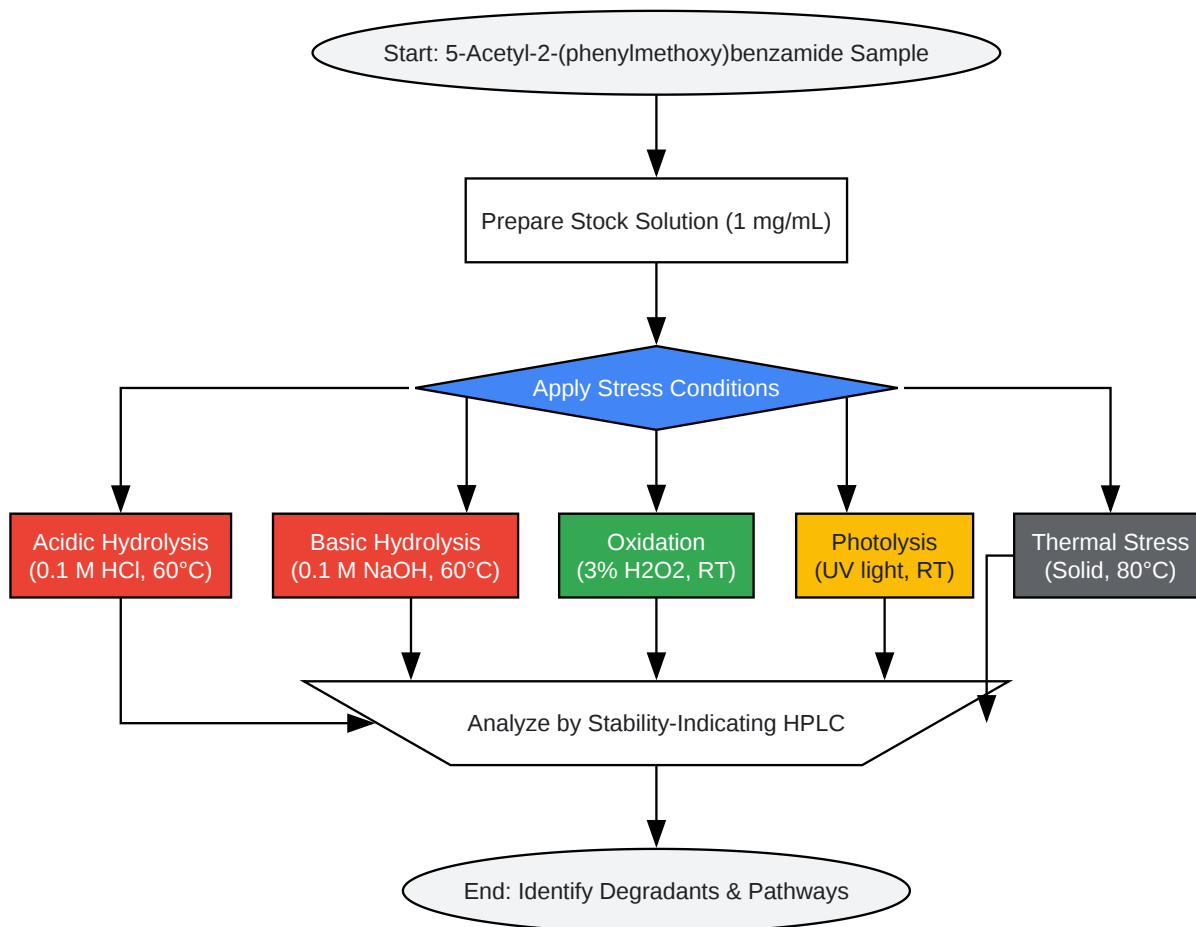 Start: 5-Acetyl-2-(phenylmethoxy)benzamide Sample
Prepare Stock Solution (1 mg/mL)
Apply Stress Conditions
Acidic Hydrolysis
(0.1 M HCl, 60°C)
Basic Hydrolysis
(0.1 M NaOH, 60°C)
Oxidation
(3% H2O2, RT)
Photolysis
(UV light, RT)
Thermal Stress
(Solid, 80°C)
Analyze by Stability-Indicating HPLC
End: Identify Degradants & Pathways